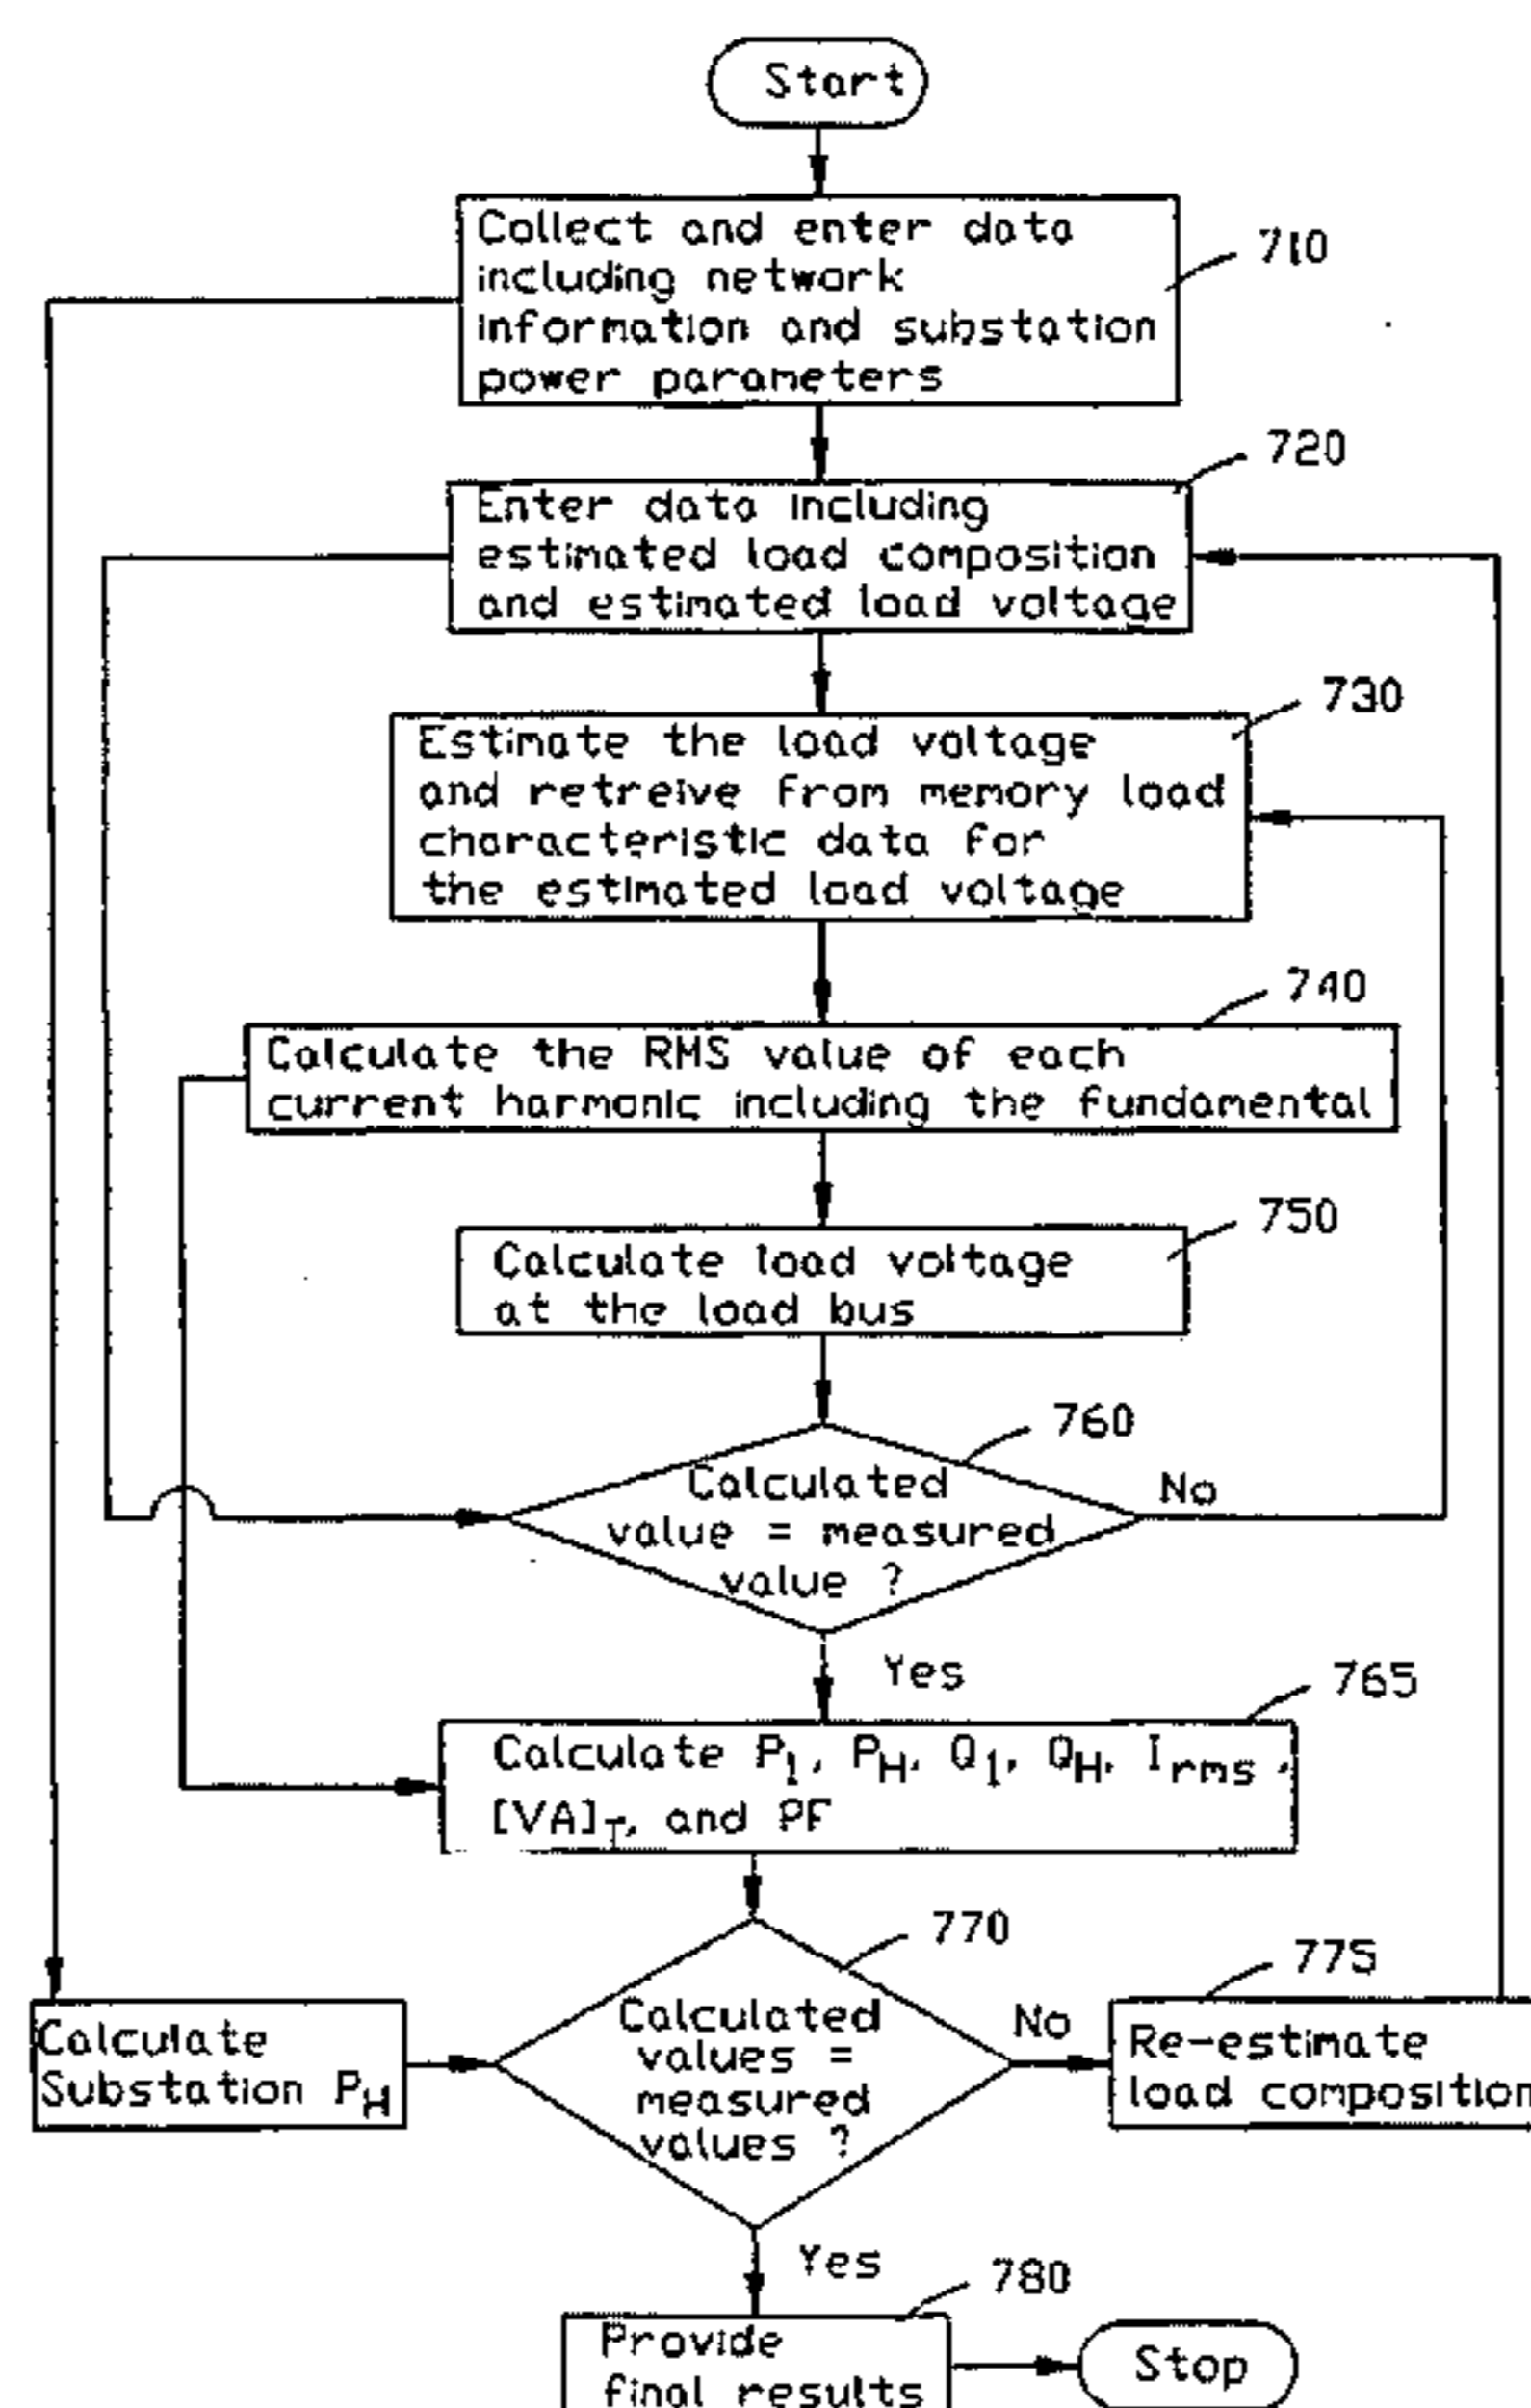 Start
Collect and enter data
including network
information and substation
power parameters
710
720
Enter data including
estimated load composition
and estimated load voltage
730
Estimate the load voltage
and retreive from memory load
characteristic data for
the estimated load voltage
740
Calculate the RMS value of each
current harmonic including the fundamental
750
Calculate load voltage
at the load bus
760
Calculated
value = measured
value ?
No
Yes
765
Calculate P1, PH, Q1, QH, Irms,
[VA]T, and PF
770
Calculated
values =
measured
values ?
No
775
Re-estimate
load composition
Calculate
Substation PH
Yes
780
Provide
final results
Stop